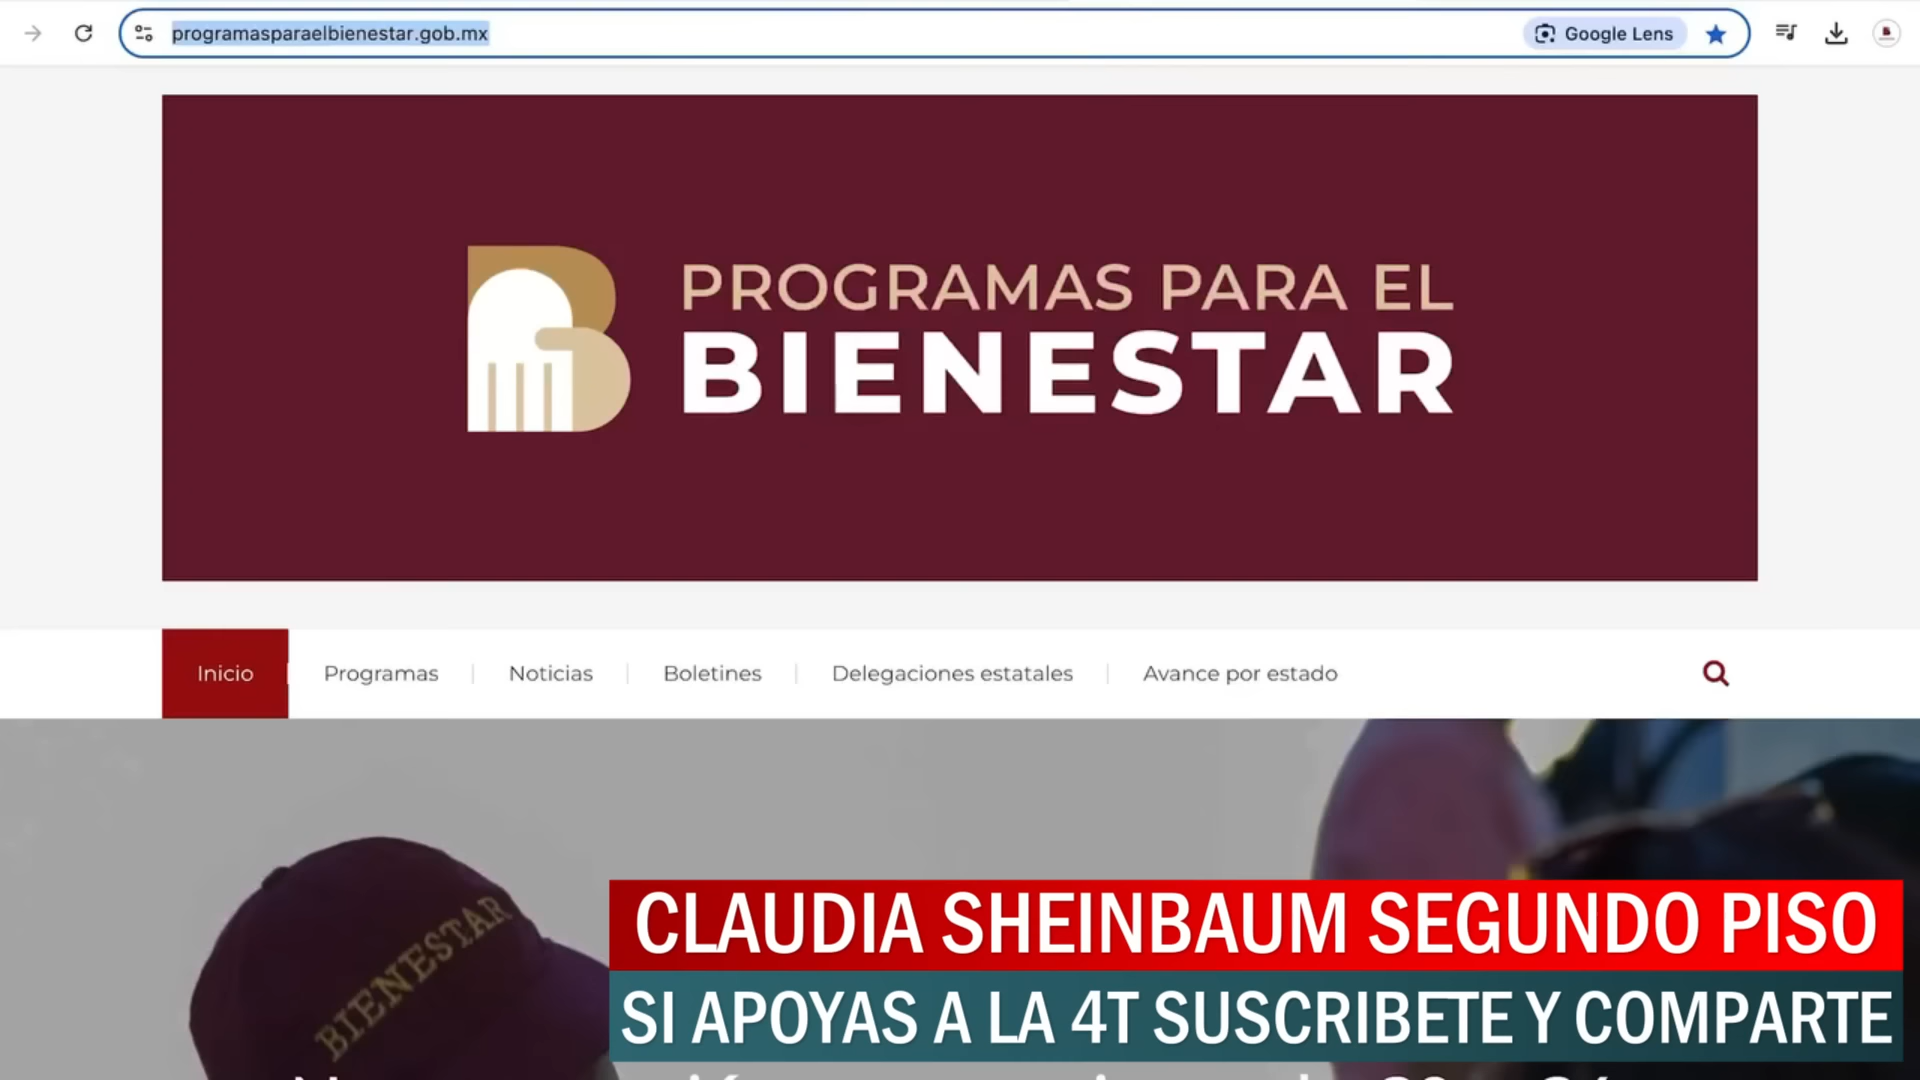 programasparaelbienestar.gob.mx
Google Lens
PROGRAMAS PARA EL
BIENESTAR
Inicio
Programas
Noticias
Boletines
Delegaciones estatales
Avance por estado
BIENESTAR
CLAUDIA SHEINBAUM SEGUNDO PISO
SI APOYAS A LA 4T SUSCRIBETE Y COMPARTE